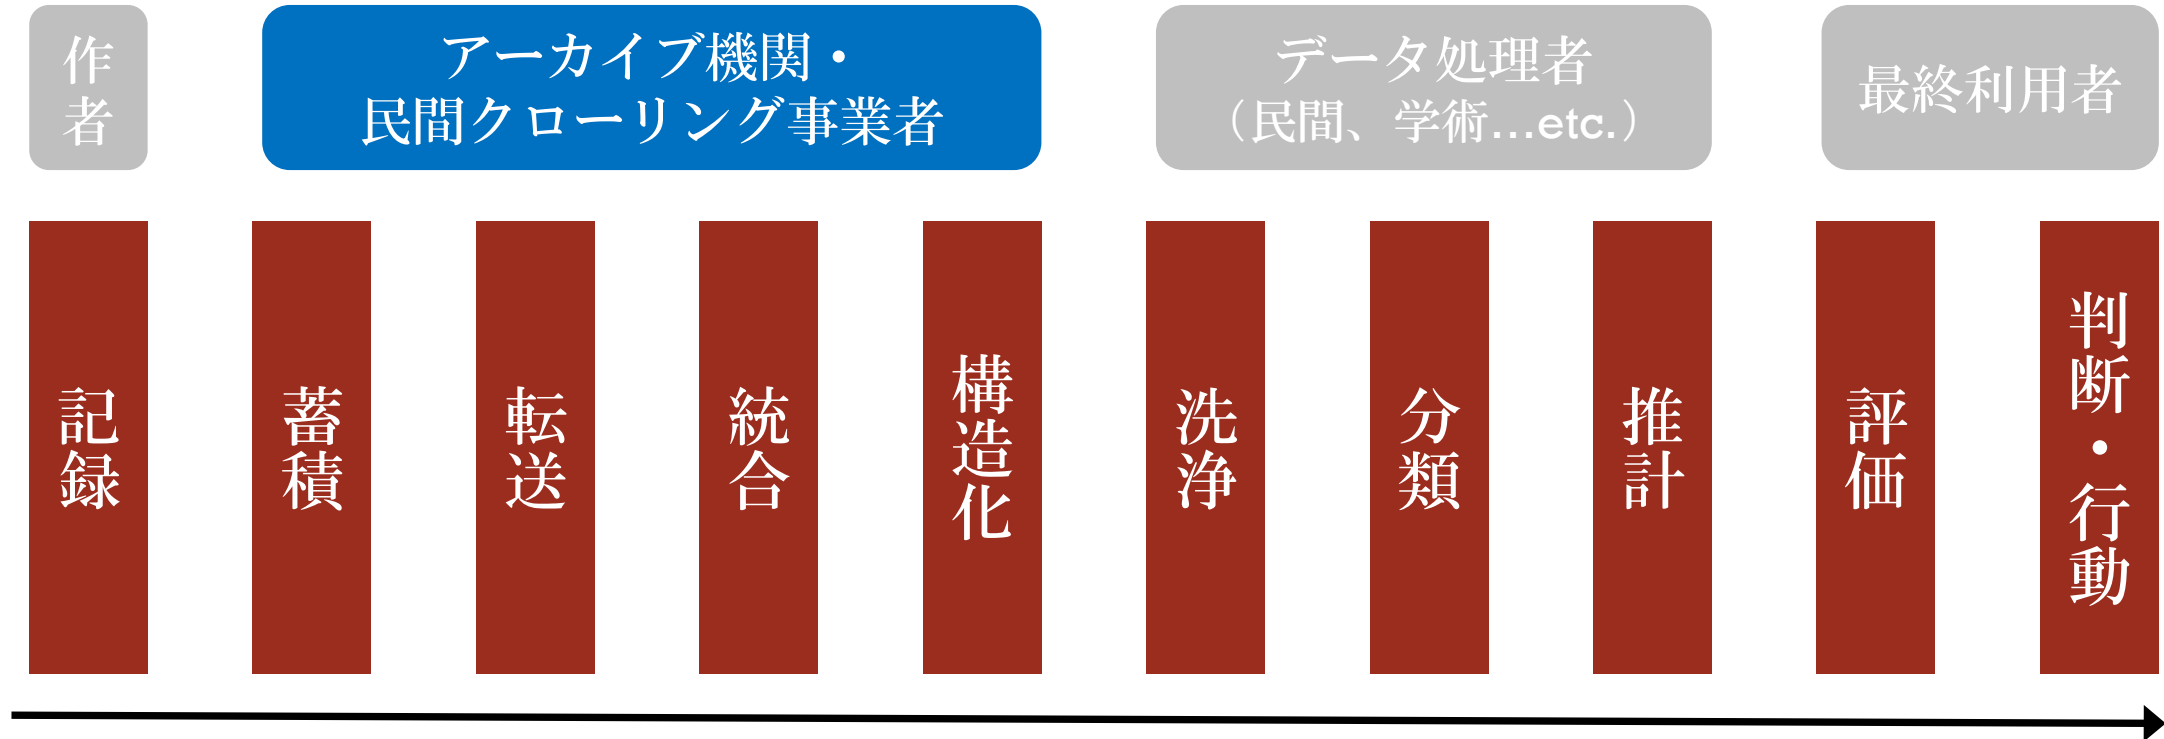 作
者
アーカイブ機関・
民間クローリング事業者
データ処理者
（民間、学術…etc.）
最終利用者
記録
蓄積
転送
統合
構造化
洗浄
分類
推計
評価
判断・行動